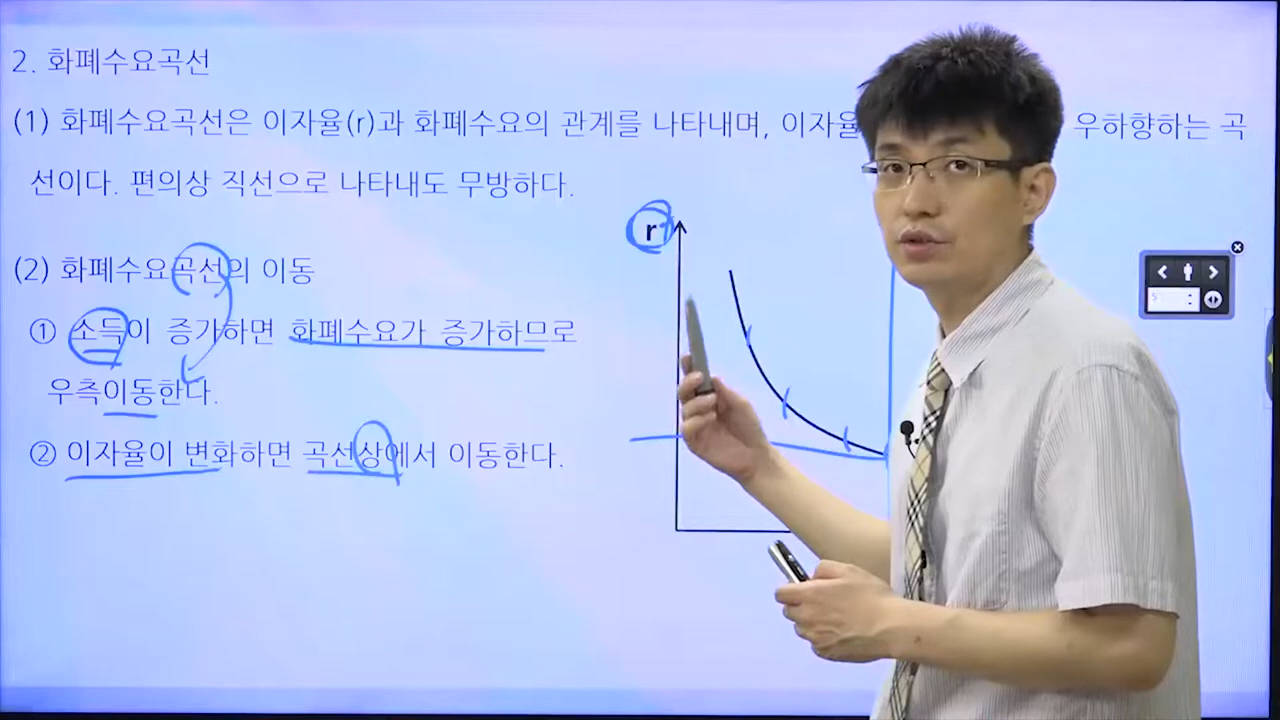 2. 화폐수요곡선
(1) 화폐수요곡선은 이자율(r)과 화폐수요의 관계를 나타내며, 이자율 우하향하는 곡
선이다. 편의상 직선으로 나타내도 무방하다.
r
(2) 화폐수요곡선의 이동
① 소득이 증가하면 화폐수요가 증가하므로
우측이동한다.
② 이자율이 변화하면 곡선상에서 이동한다.
5